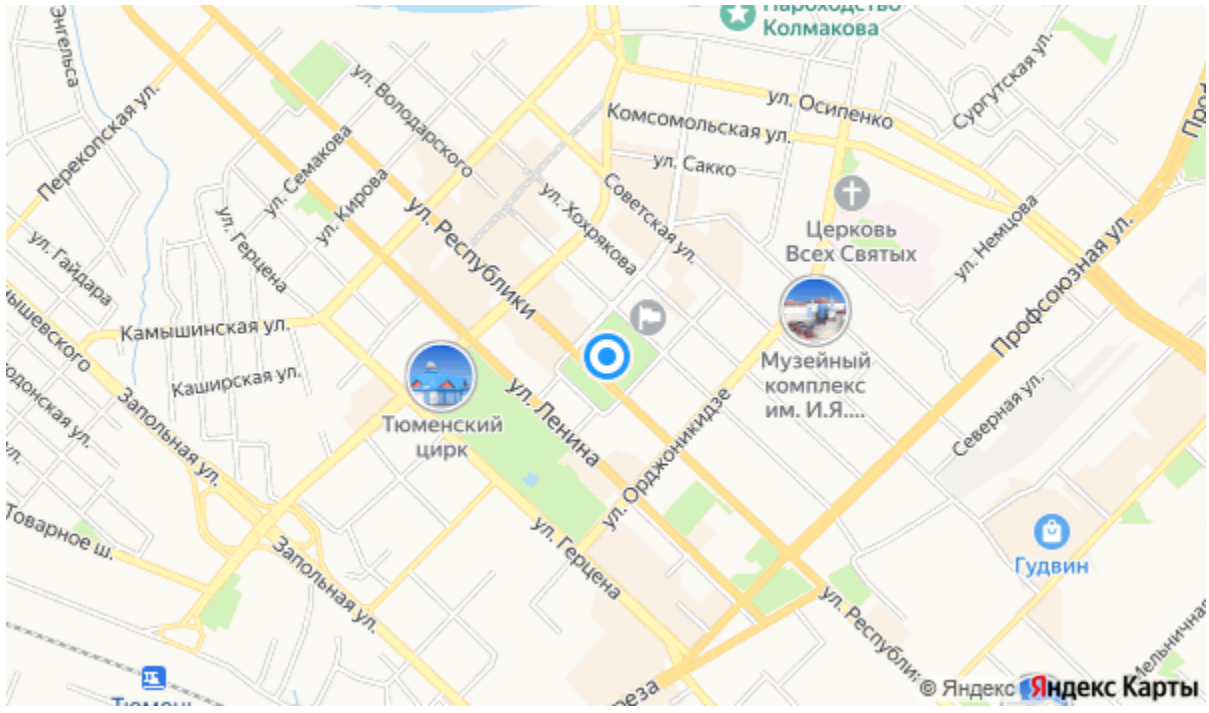 Пароходство
Колмакова
Энгельса
Перекопская ул.
ул. Володарского
ул. Осипенко
Сургутская ул.
Комсомольская ул.
ул. Семакова
ул. Сакко
ул. Кирова
Советская ул.
ул. Хохрякова
Церковь
Всех Святых
ул. Немцова
ул. Герцена
ул. Республики
ул. Гайдара
Профсоюзная ул.
Камышинская ул.
Каширская ул.
Музейный
комплекс
им. И.Я....
Тюменский
цирк
ул. Ленина
Северная ул.
ул. Орджоникидзе
Запольная ул.
Товарное ш.
Запольная ул.
ул. Герцена
Гудвин
ул. Республи
Мельничная
Тюмень
© Яндекс Яндекс Карты